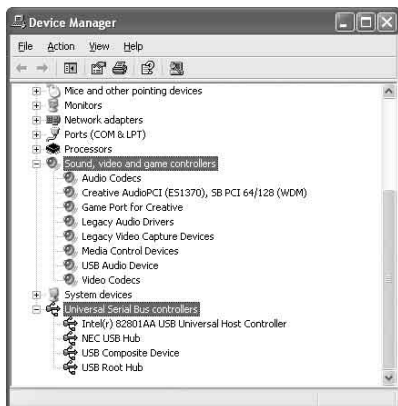 Device Manager
File Action View Help
Mice and other pointing devices
Monitors
Network adapters
Ports (COM & LPT)
Processors
Sound, video and game controllers
Audio Codecs
Creative AudioPCI (ES1370), SB PCI 64/128 (WDM)
Game Port for Creative
Legacy Audio Drivers
Legacy Video Capture Devices
Media Control Devices
USB Audio Device
Video Codecs
System devices
Universal Serial Bus controllers
Intel(r) 82801AA USB Universal Host Controller
NEC USB Hub
USB Composite Device
USB Root Hub